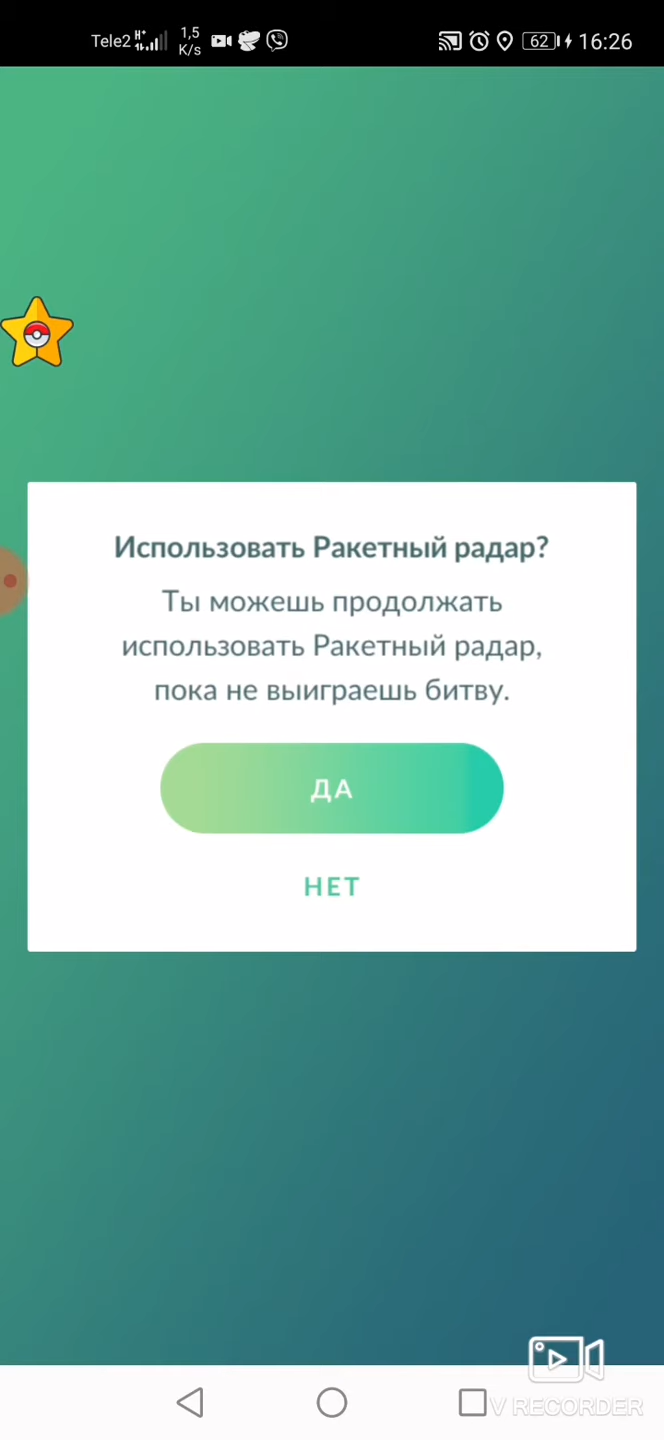 Tele2 H+ 1,5 K/s 62 16:26
Использовать Ракетный радар?
Ты можешь продолжать
использовать Ракетный радар,
пока не выиграешь битву.
ДА
НЕТ
V RECORDER